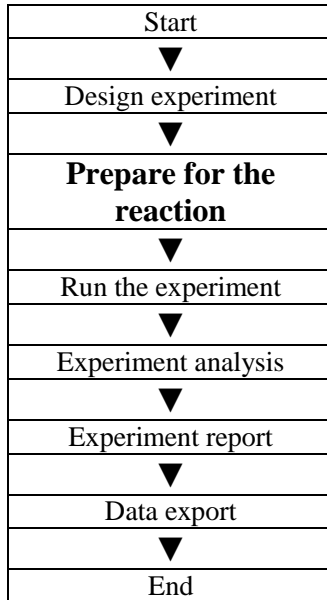 Start
▼
Design experiment
▼
Prepare for the
reaction
▼
Run the experiment
▼
Experiment analysis
▼
Experiment report
▼
Data export
▼
End